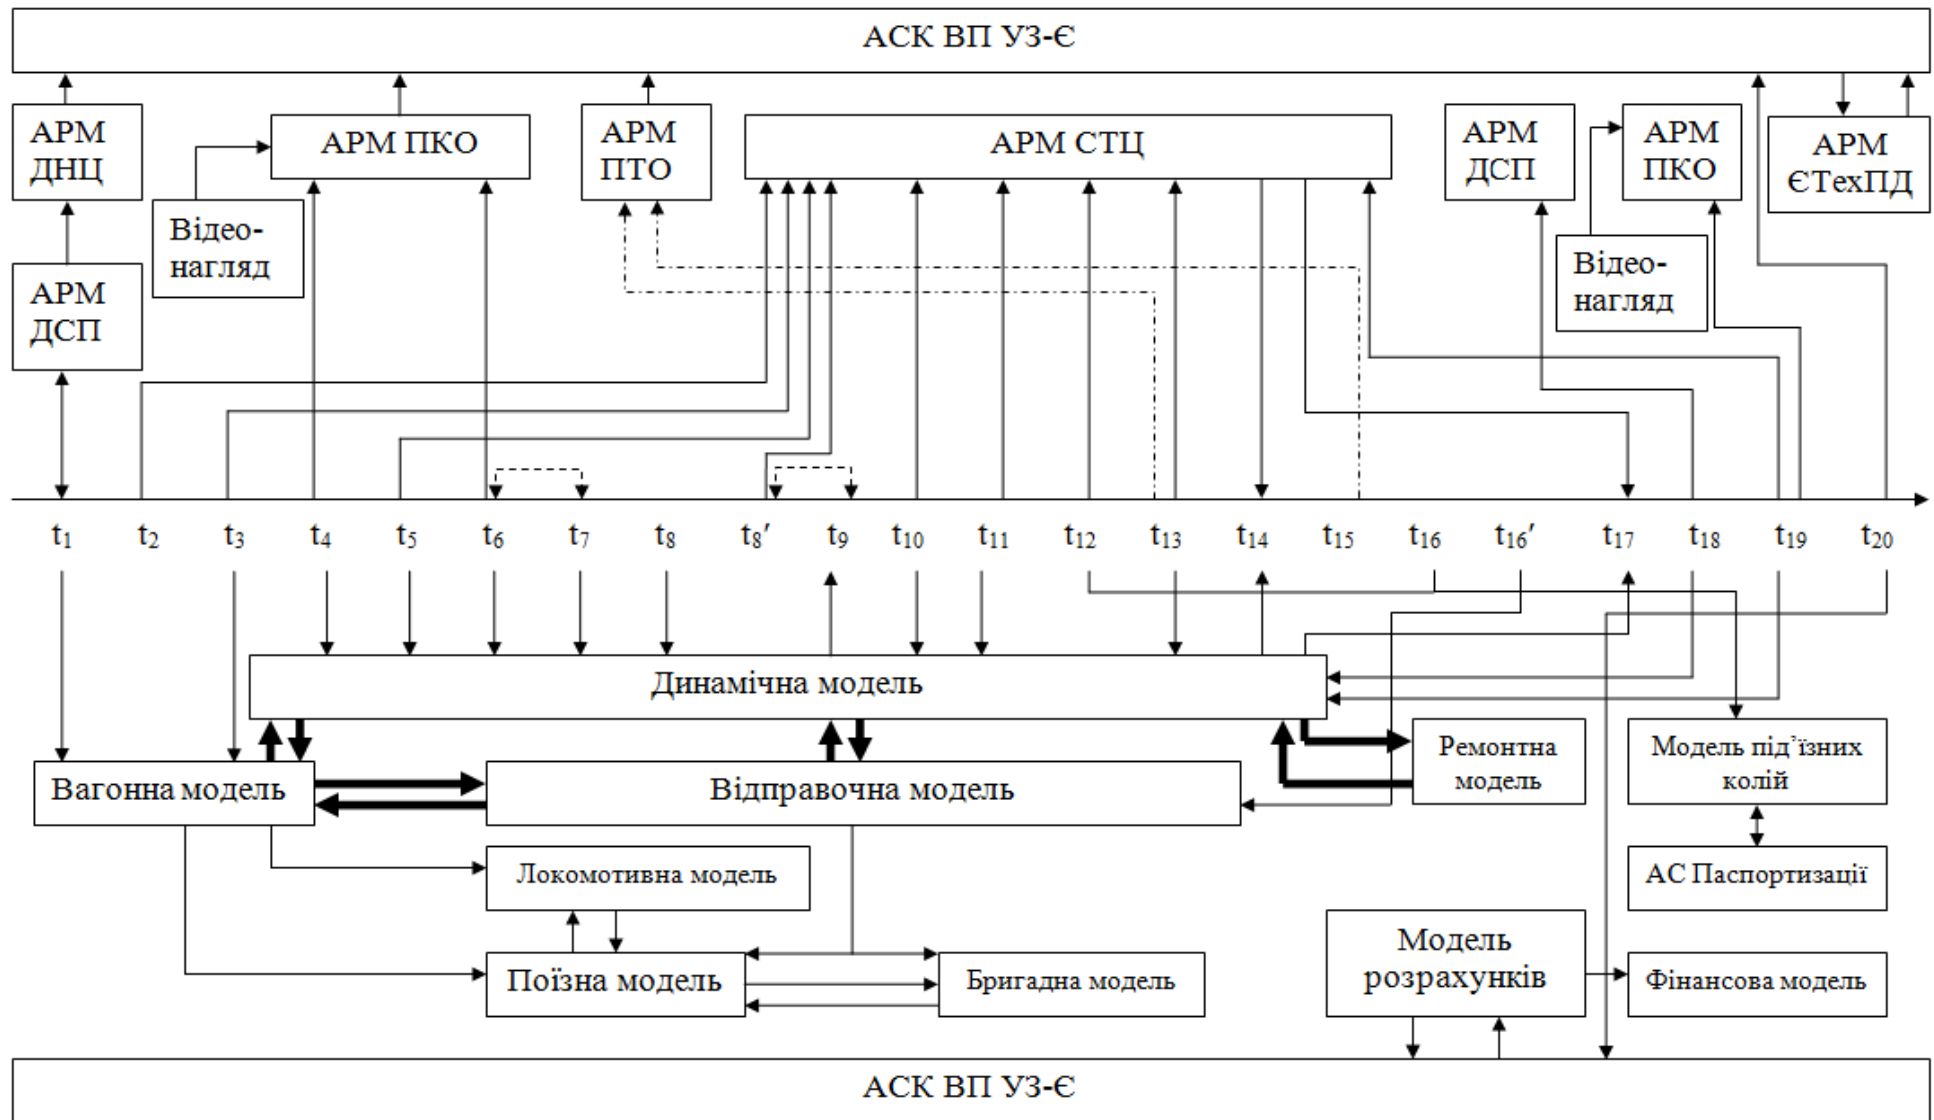 АСК ВП УЗ-Є
АРМ
ДНЦ
АРМ ПКО
АРМ
ПТО
АРМ СТЦ
АРМ
ДСП
АРМ
ПКО
АРМ
ЄТехПД
Відео-
нагляд
Відео-
нагляд
АРМ
ДСП
t₁ t₂ t₃ t₄ t₅ t₆ t₇ t₈ t₈′ t₉ t₁₀ t₁₁ t₁₂ t₁₃ t₁₄ t₁₅ t₁₆ t₁₆′ t₁₇ t₁₈ t₁₉ t₂₀
Динамічна модель
Вагонна модель
Відправочна модель
Ремонтна
модель
Модель під’їзних
колій
Локомотивна модель
АС Паспортизації
Поїзна модель
Бригадна модель
Модель
розрахунків
Фінансова модель
АСК ВП УЗ-Є